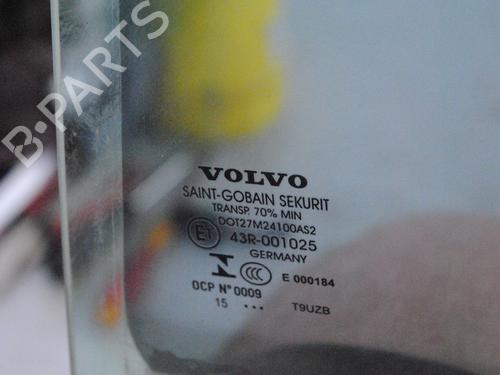 B-PARTS
VOLVO
SAINT-GOBAIN SEKURIT
TRANSP. 70% MIN
DOT27M24100AS2
43R-001025
GERMANY
CCC
E 000184
OCP Nº 0009
15 ... T9UZB